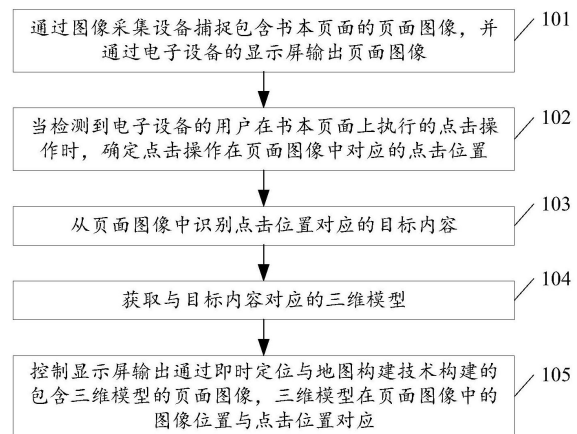 通过图像采集设备捕捉包含书本页面的页面图像，并
通过电子设备的显示屏输出页面图像
101
当检测到电子设备的用户在书本页面上执行的点击操
作时，确定点击操作在页面图像中对应的点击位置
102
从页面图像中识别点击位置对应的目标内容
103
获取与目标内容对应的三维模型
104
控制显示屏输出通过即时定位与地图构建技术构建的
包含三维模型的页面图像，三维模型在页面图像中的
图像位置与点击位置对应
105